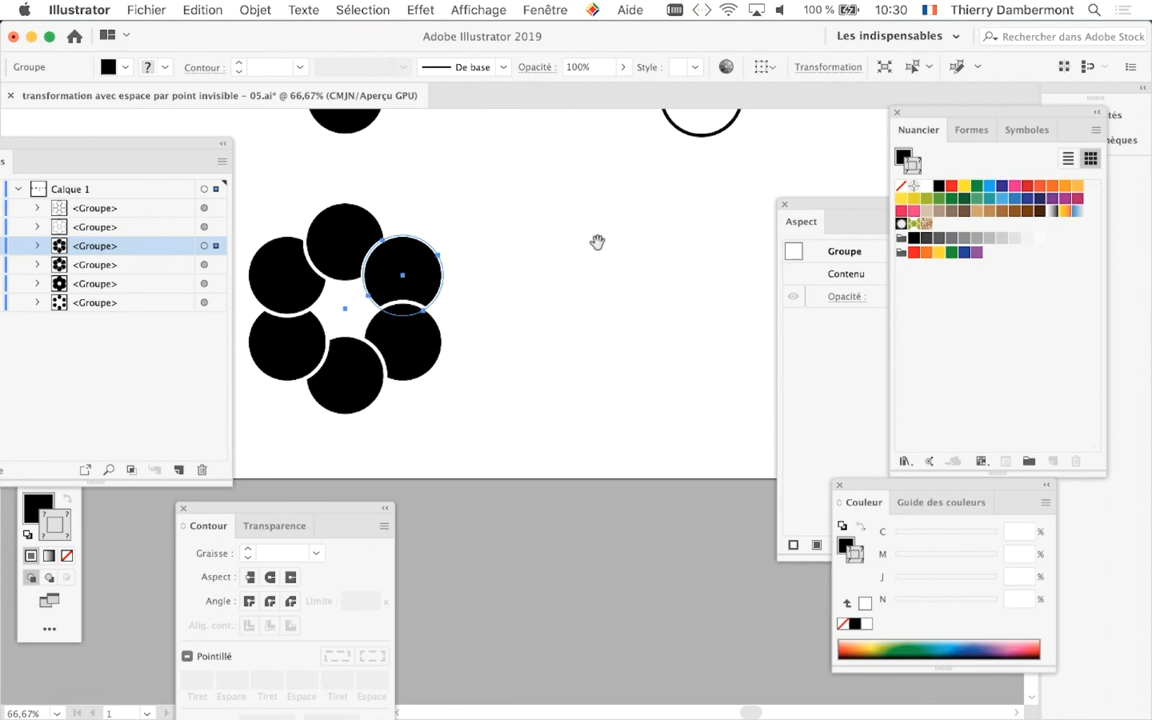 Illustrator Fichier Edition Objet Texte Sélection Effet Affichage Fenêtre Aide 100 % 10:30 Thierry Dambermont
Adobe Illustrator 2019 Les indispensables Rechercher dans Adobe Stock
Groupe ? Contour : De base Opacité : 100% Style : Transformation
× transformation avec espace par point invisible - 05.ai* @ 66,67% (CMJN/Aperçu GPU)
s
Calque 1
<Groupe>
<Groupe>
<Groupe>
<Groupe>
<Groupe>
<Groupe>
Nuancier Formes Symboles
tés
hèques
Aspect
Groupe
Contenu
Opacité :
Couleur Guide des couleurs
C %
M %
J %
N %
Contour Transparence
Graisse :
Aspect :
Angle : Limite : x
Alig. cont.:
Pointillé
Tiret Espace Tiret Espace Tiret Espace
66,67% 1